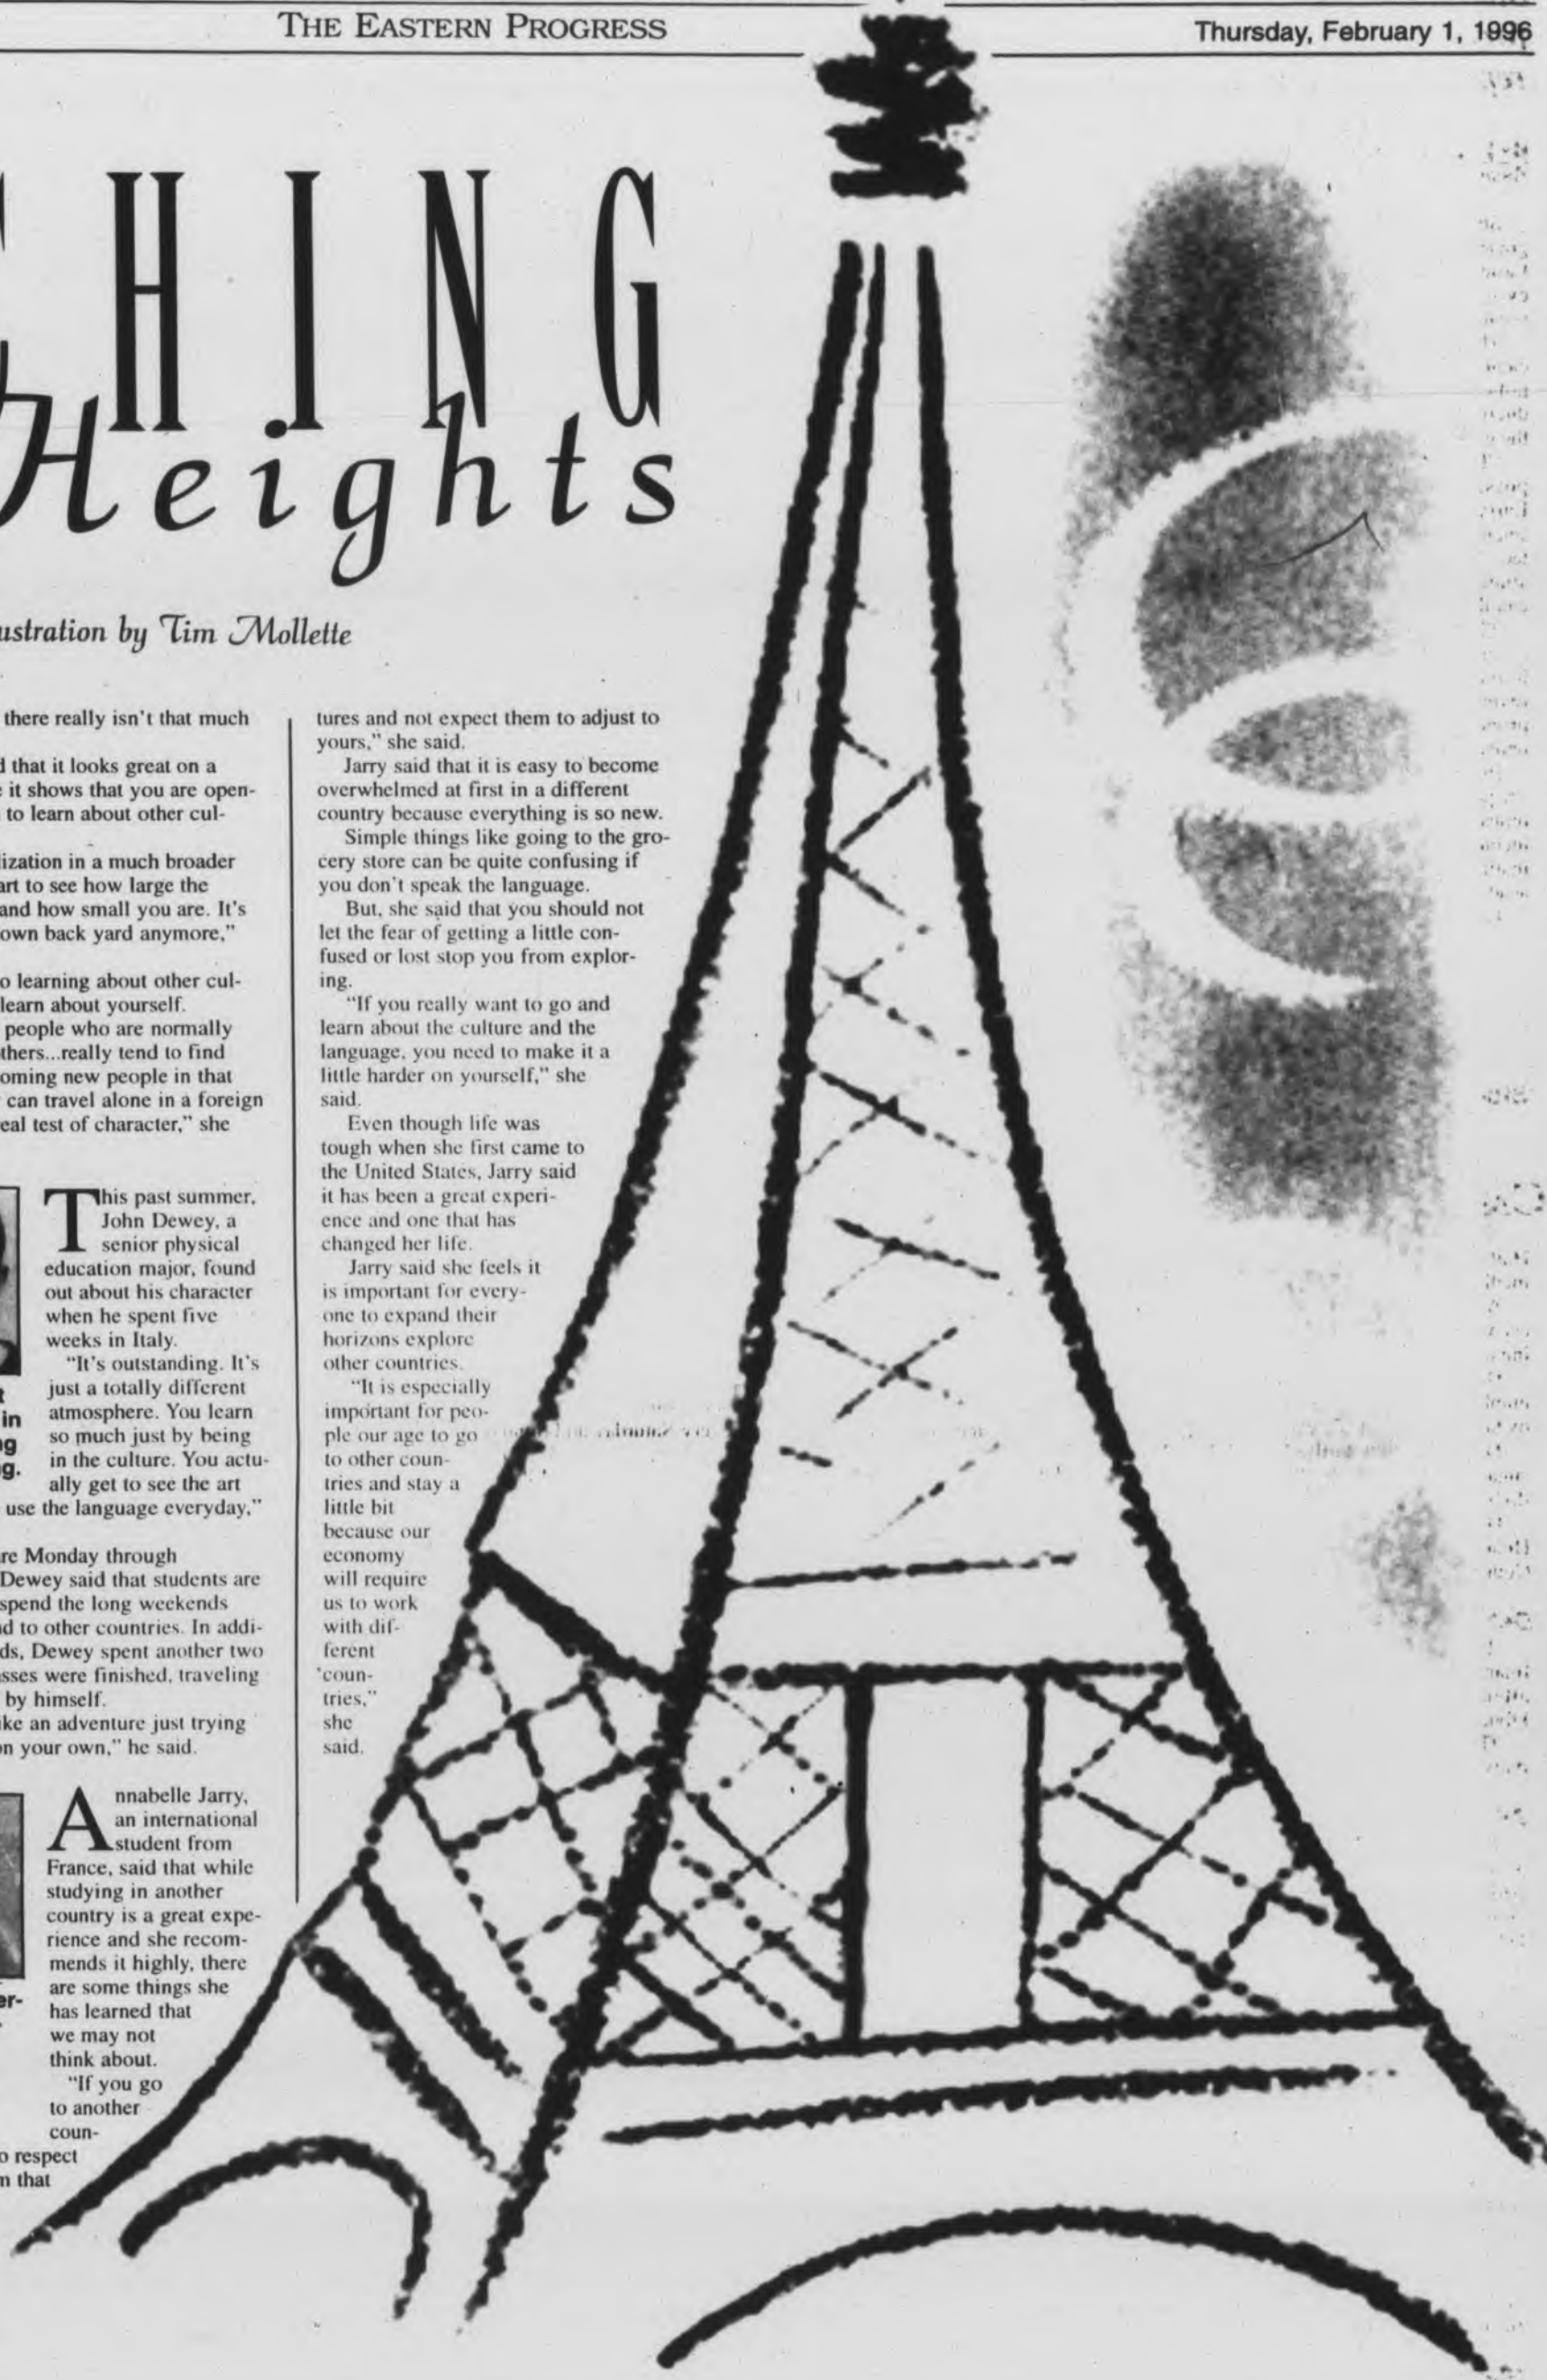 THE EASTERN PROGRESS
Thursday, February 1, 1996
HING
Heights
ustration by Tim Mollette
there really isn't that much
d that it looks great on a
it shows that you are open-
to learn about other cul-
lization in a much broader
art to see how large the
and how small you are. It's
own back yard anymore,"
o learning about other cul-
learn about yourself.
people who are normally
thers...really tend to find
oming new people in that
can travel alone in a foreign
eal test of character," she
This past summer,
John Dewey, a
senior physical
education major, found
out about his character
when he spent five
weeks in Italy.
"It's outstanding. It's
just a totally different
atmosphere. You learn
so much just by being
in the culture. You actu-
ally get to see the art
use the language everyday,"
t
in
g
g.
re Monday through
Dewey said that students are
spend the long weekends
d to other countries. In addi-
ds, Dewey spent another two
sses were finished, traveling
by himself.
ike an adventure just trying
on your own," he said.
Annabelle Jarry,
an international
student from
France, said that while
studying in another
country is a great expe-
rience and she recom-
mends it highly, there
are some things she
has learned that
we may not
think about.
"If you go
to another
coun-
o respect
m that
er-
tures and not expect them to adjust to
yours," she said.
Jarry said that it is easy to become
overwhelmed at first in a different
country because everything is so new.
Simple things like going to the gro-
cery store can be quite confusing if
you don't speak the language.
But, she said that you should not
let the fear of getting a little con-
fused or lost stop you from explor-
ing.
"If you really want to go and
learn about the culture and the
language, you need to make it a
little harder on yourself," she
said.
Even though life was
tough when she first came to
the United States, Jarry said
it has been a great experi-
ence and one that has
changed her life.
Jarry said she feels it
is important for every-
one to expand their
horizons explore
other countries.
"It is especially
important for peo-
ple our age to go
to other coun-
tries and stay a
little bit
because our
economy
will require
us to work
with dif-
ferent
coun-
tries,"
she
said.